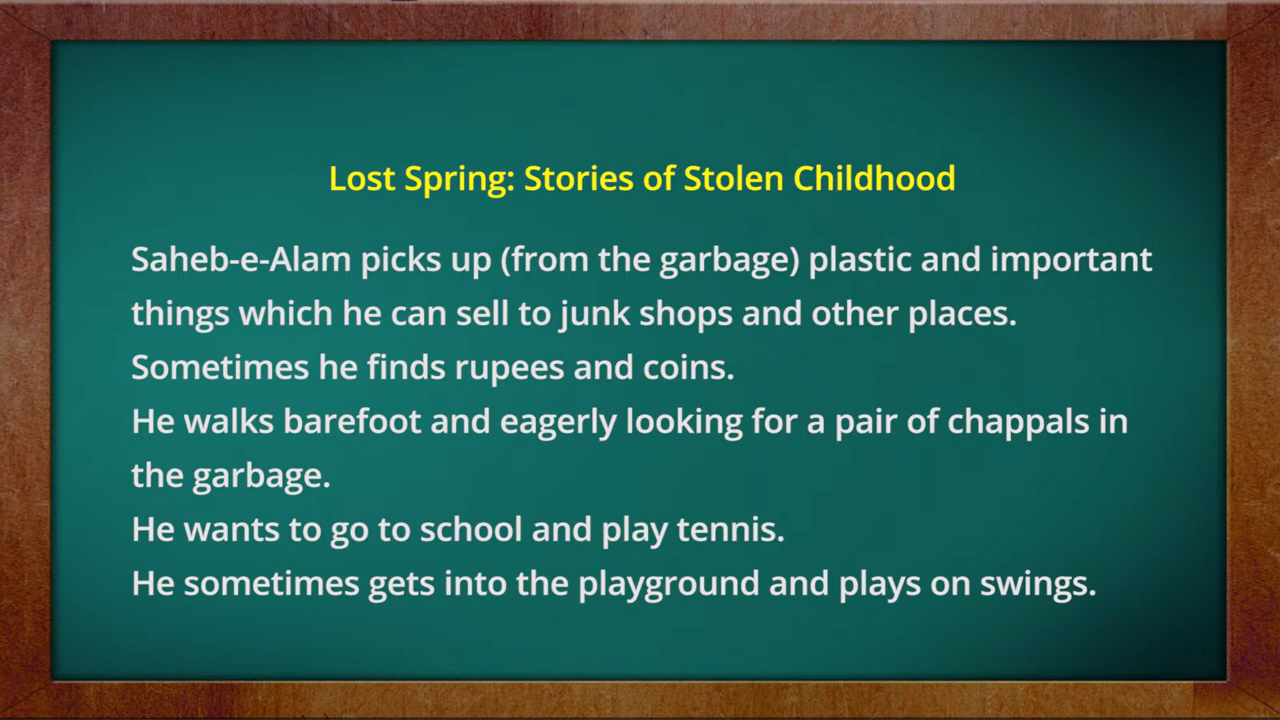 Lost Spring: Stories of Stolen Childhood
Saheb-e-Alam picks up (from the garbage) plastic and important
things which he can sell to junk shops and other places.
Sometimes he finds rupees and coins.
He walks barefoot and eagerly looking for a pair of chappals in
the garbage.
He wants to go to school and play tennis.
He sometimes gets into the playground and plays on swings.